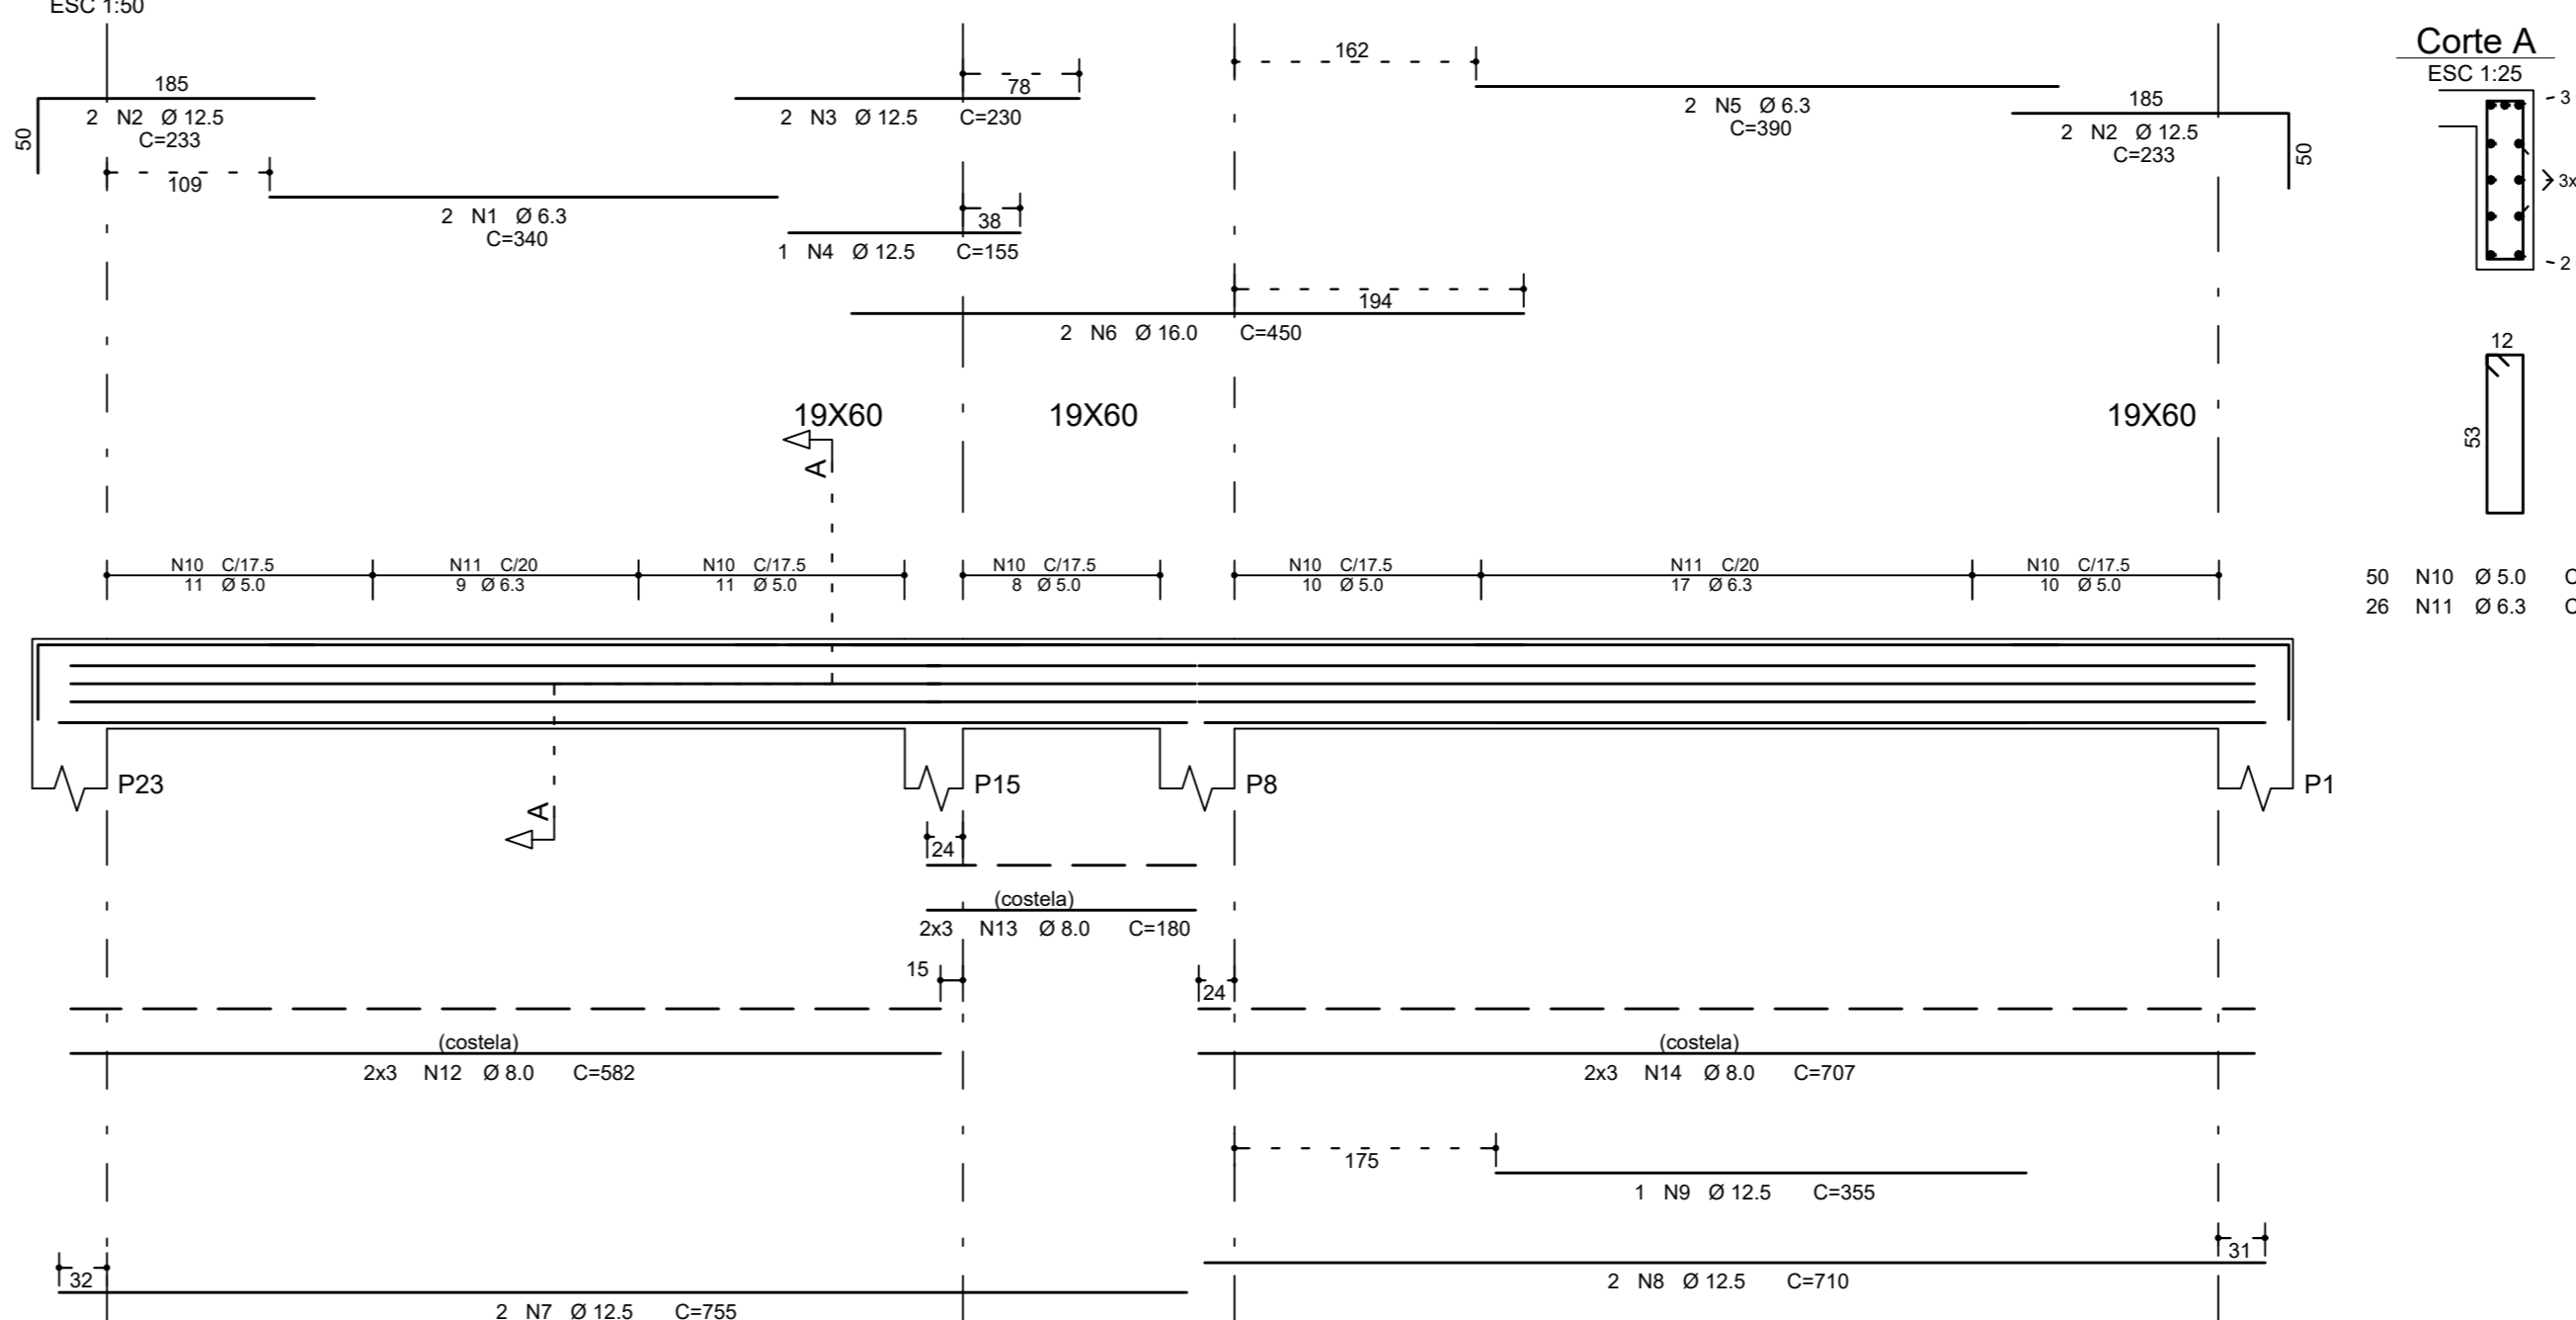 ESC 1:50
185
2 N2 Ø 12.5
C=233
50
109
2 N1 Ø 6.3
C=340
78
2 N3 Ø 12.5 C=230
38
1 N4 Ø 12.5 C=155
194
2 N6 Ø 16.0 C=450
162
2 N5 Ø 6.3
C=390
185
2 N2 Ø 12.5
C=233
50
Corte A
ESC 1:25
3
3x
2
12
53
19X60 19X60 19X60
A
N10 C/17.5
11 Ø 5.0
N11 C/20
9 Ø 6.3
N10 C/17.5
11 Ø 5.0
N10 C/17.5
8 Ø 5.0
N10 C/17.5
10 Ø 5.0
N11 C/20
17 Ø 6.3
N10 C/17.5
10 Ø 5.0
50 N10 Ø 5.0 C
26 N11 Ø 6.3 C
P23 P15 P8 P1
A
24
(costela)
2x3 N13 Ø 8.0 C=180
15
24
(costela)
2x3 N12 Ø 8.0 C=582
(costela)
2x3 N14 Ø 8.0 C=707
175
1 N9 Ø 12.5 C=355
31
2 N8 Ø 12.5 C=710
32
2 N7 Ø 12.5 C=755